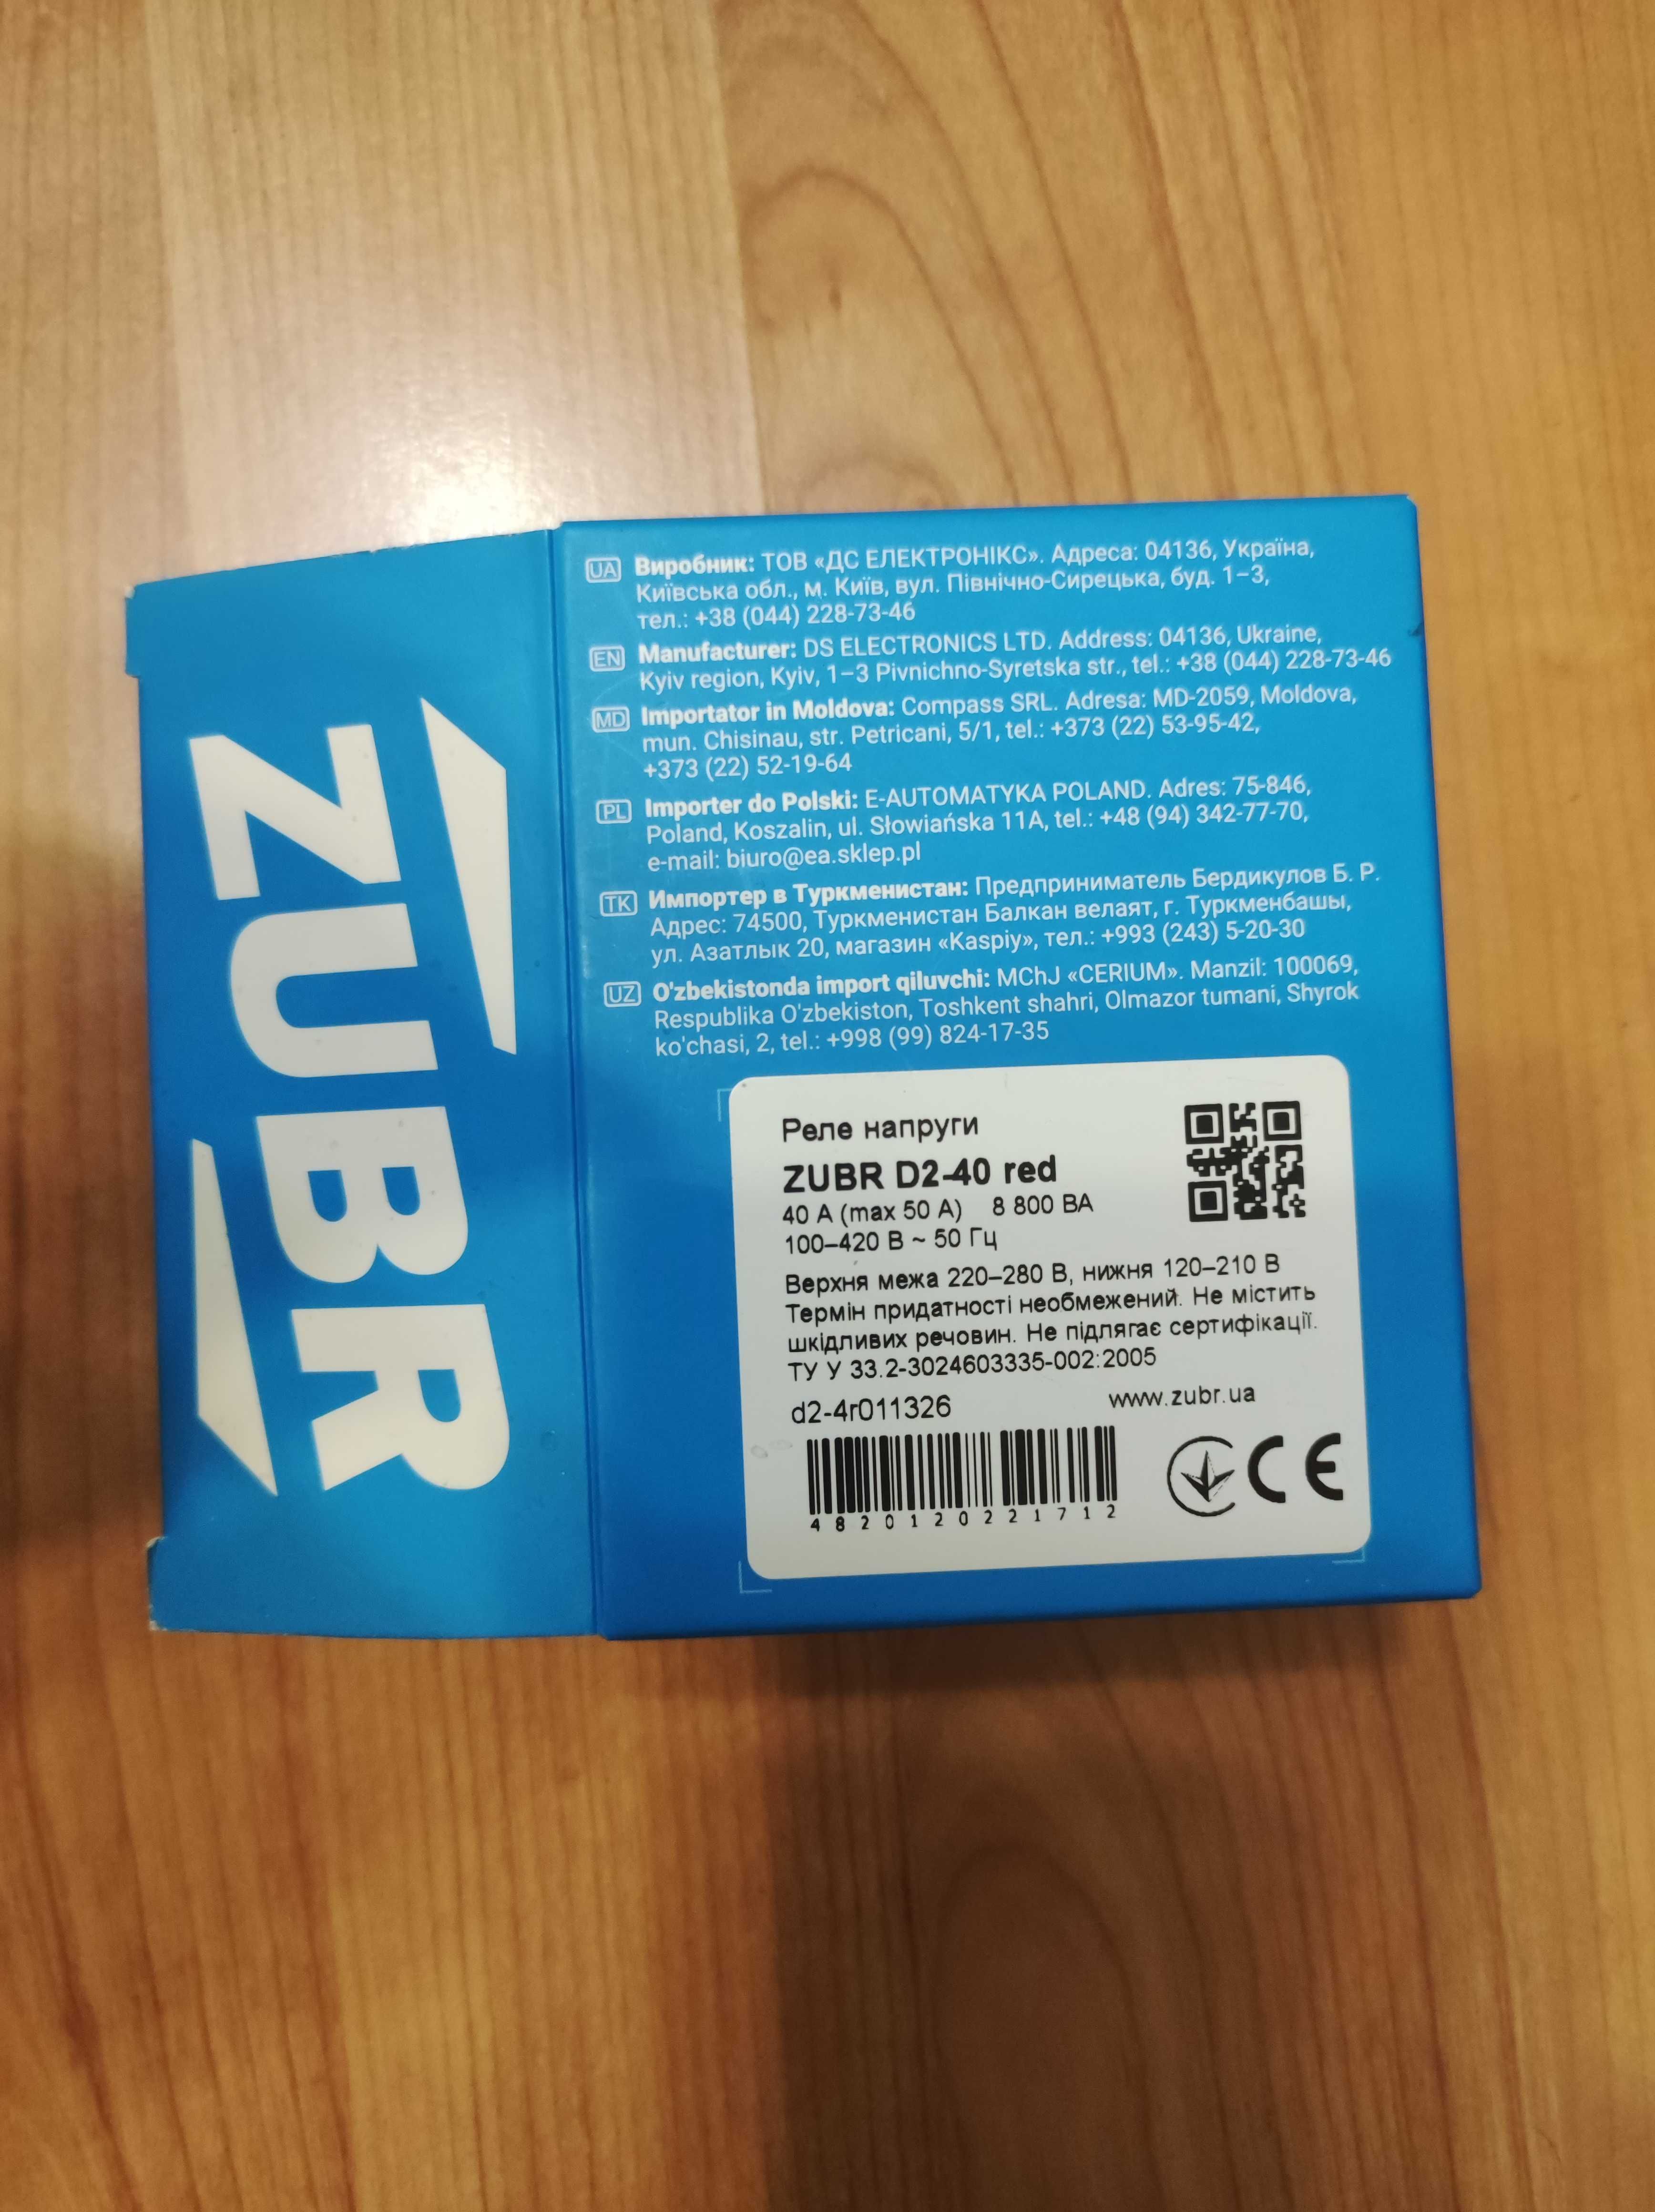 ZUBR
UA Виробник: ТОВ «ДС ЕЛЕКТРОНІКС». Адреса: 04136, Україна,
Київська обл., м. Київ, вул. Північно-Сирецька, буд. 1–3,
тел.: +38 (044) 228-73-46
EN Manufacturer: DS ELECTRONICS LTD. Address: 04136, Ukraine,
Kyiv region, Kyiv, 1–3 Pivnichno-Syretska str., tel.: +38 (044) 228-73-46
MD Importator in Moldova: Compass SRL. Adresa: MD-2059, Moldova,
mun. Chisinau, str. Petricani, 5/1, tel.: +373 (22) 53-95-42,
+373 (22) 52-19-64
PL Importer do Polski: E-AUTOMATYKA POLAND. Adres: 75-846,
Poland, Koszalin, ul. Słowiańska 11A, tel.: +48 (94) 342-77-70,
e-mail: biuro@ea.sklep.pl
TK Импортер в Туркменистан: Предприниматель Бердикулов Б. Р.
Адрес: 74500, Туркменистан Балкан велаят, г. Туркменбашы,
ул. Азатлык 20, магазин «Kaspiy», тел.: +993 (243) 5-20-30
UZ O'zbekistonda import qiluvchi: MChJ «CERIUM». Manzil: 100069,
Respublika O'zbekiston, Toshkent shahri, Olmazor tumani, Shyrok
ko'chasi, 2, tel.: +998 (99) 824-17-35
Реле напруги
ZUBR D2-40 red
40 А (max 50 А) 8 800 ВА
100–420 В ~ 50 Гц
Верхня межа 220–280 В, нижня 120–210 В
Термін придатності необмежений. Не містить
шкідливих речовин. Не підлягає сертифікації.
ТУ У 33.2-3024603335-002:2005
d2-4r011326 www.zubr.ua
4820120221712
CE